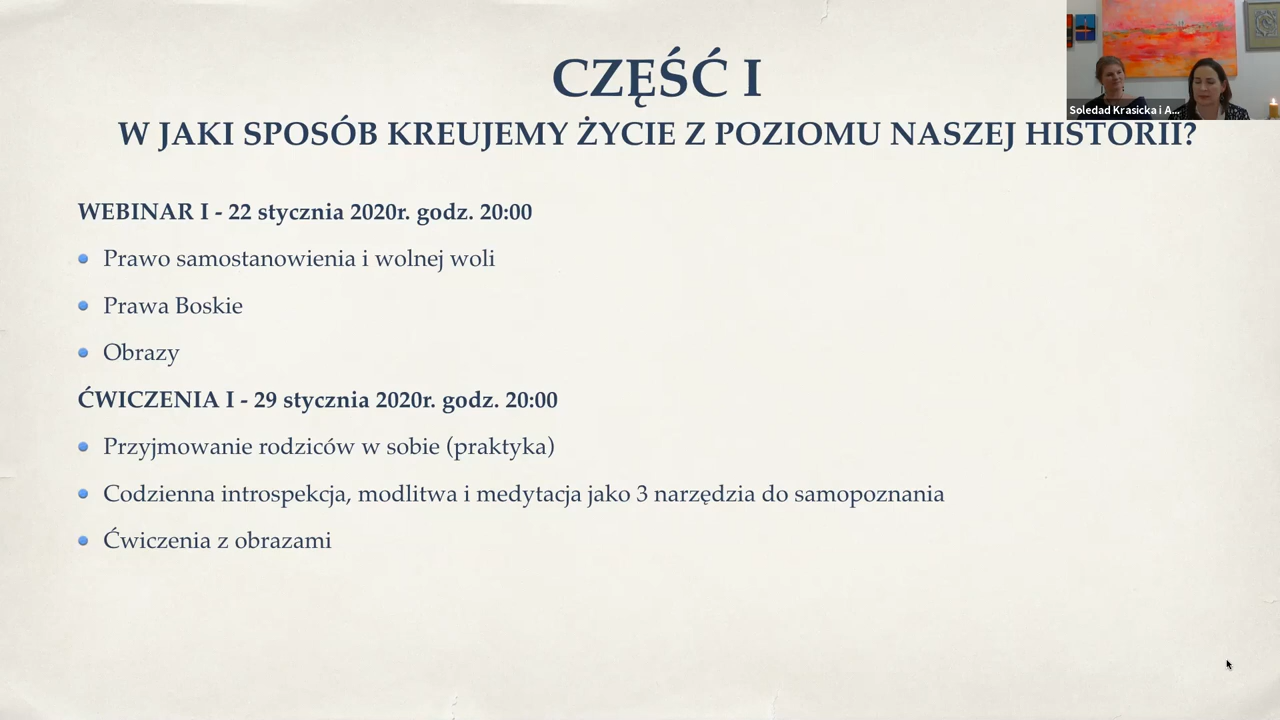 CZĘŚĆ I
W JAKI SPOSÓB KREUJEMY ŻYCIE Z POZIOMU NASZEJ HISTORII?
Soledad Krasicka i A...
WEBINAR I - 22 stycznia 2020r. godz. 20:00
Prawo samostanowienia i wolnej woli
Prawa Boskie
Obrazy
ĆWICZENIA I - 29 stycznia 2020r. godz. 20:00
Przyjmowanie rodziców w sobie (praktyka)
Codzienna introspekcja, modlitwa i medytacja jako 3 narzędzia do samopoznania
Ćwiczenia z obrazami